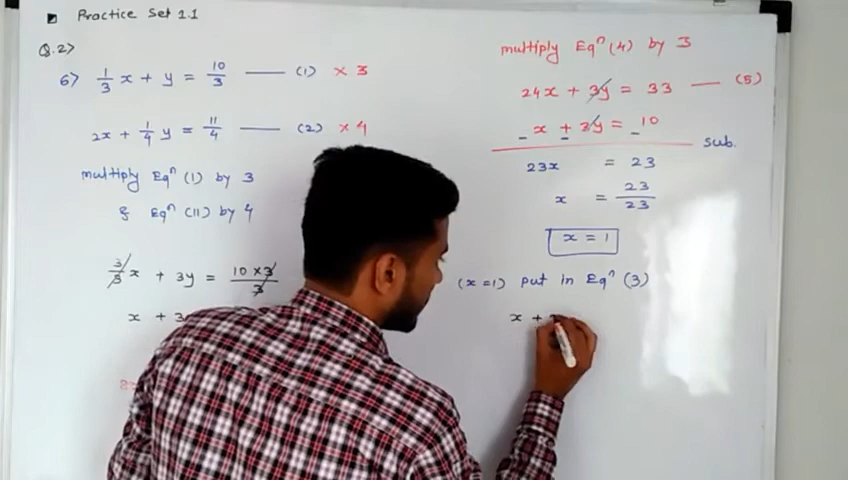 Practice Set 1.1
Q.2>
6> 1/3 x + y = 10/3 —— (1) × 3
2x + 1/4 y = 11/4 —— (2) × 4
multiply Eqⁿ (1) by 3
& Eqⁿ (11) by 4
3/3 x + 3y = 10 × 3/3
x + 3
multiply Eqⁿ (4) by 3
24x + 3y = 33 —— (5)
- x + 3y = - 10
sub.
23x = 23
x = 23/23
x = 1
(x = 1) put in Eqⁿ (3)
x +